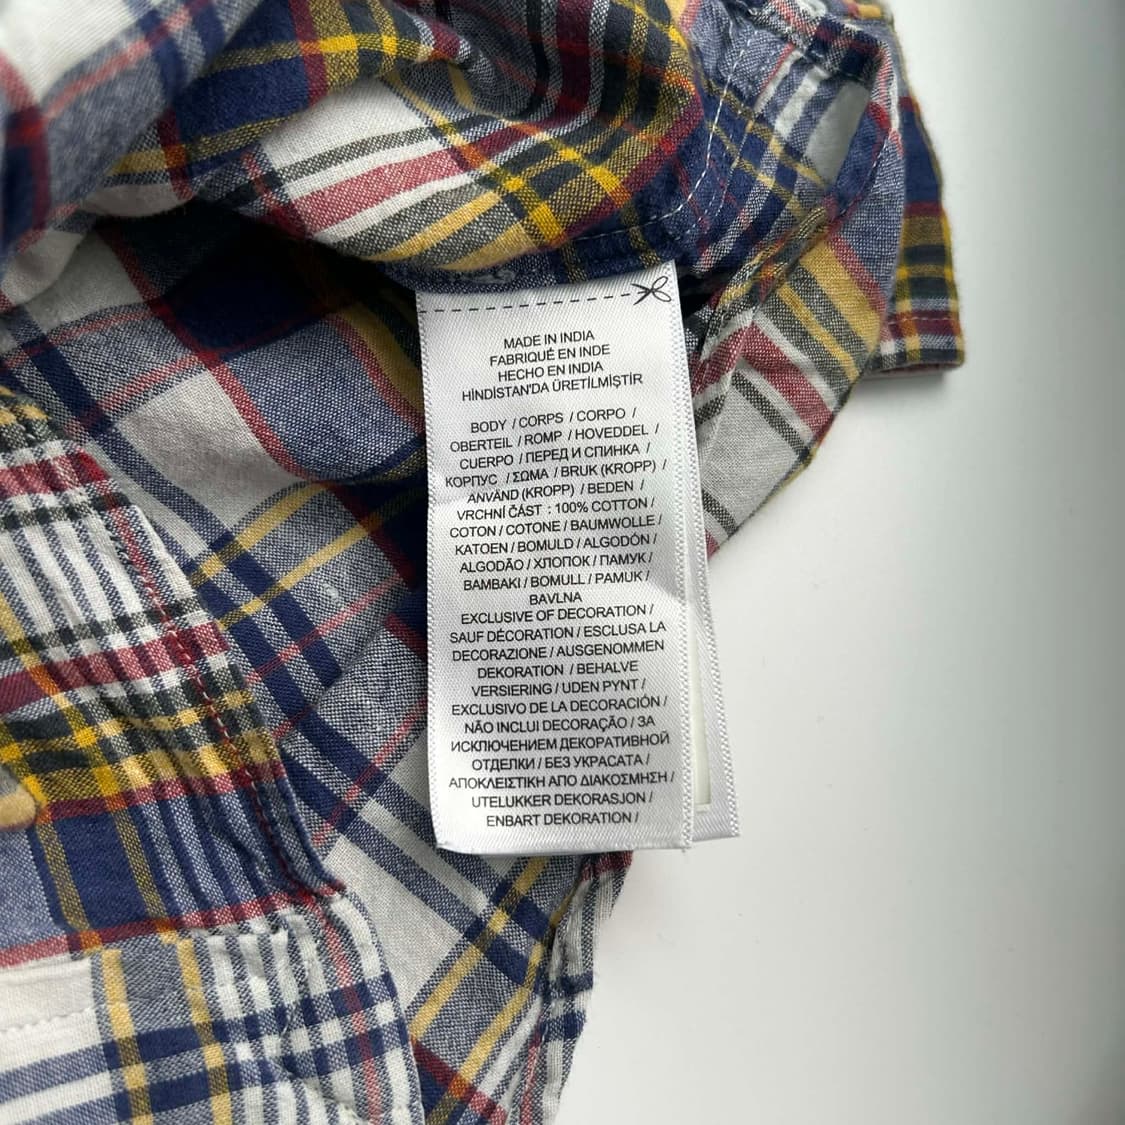 MADE IN INDIA
FABRIQUÉ EN INDE
HECHO EN INDIA
HİNDİSTAN'DA ÜRETİLMİŞTİR
BODY / CORPS / CORPO /
OBERTEIL / ROMP / HOVEDDEL /
CUERPO / ПЕРЕД И СПИНКА /
КОРПУС / ΣΩΜΑ / BRUK (KROPP) /
ANVÄND (KROPP) / BEDEN /
VRCHNÍ ČÁST : 100% COTTON /
COTON / COTONE / BAUMWOLLE /
KATOEN / BOMULD / ALGODÓN /
ALGODÃO / ХЛОПОК / ПАМУК /
BAMBAKI / BOMULL / PAMUK /
BAVLNA
EXCLUSIVE OF DECORATION /
SAUF DÉCORATION / ESCLUSA LA
DECORAZIONE / AUSGENOMMEN
DEKORATION / BEHALVE
VERSIERING / UDEN PYNT /
EXCLUSIVO DE LA DECORACIÓN /
NÃO INCLUI DECORAÇÃO / ЗА
ИСКЛЮЧЕНИЕМ ДЕКОРАТИВНОЙ
ОТДЕЛКИ / БЕЗ УКРАСАТА /
ΑΠΟΚΛΕΙΣΤΙΚΗ ΑΠΟ ΔΙΑΚΟΣΜΗΣΗ /
UTELUKKER DEKORASJON /
ENBART DEKORATION /